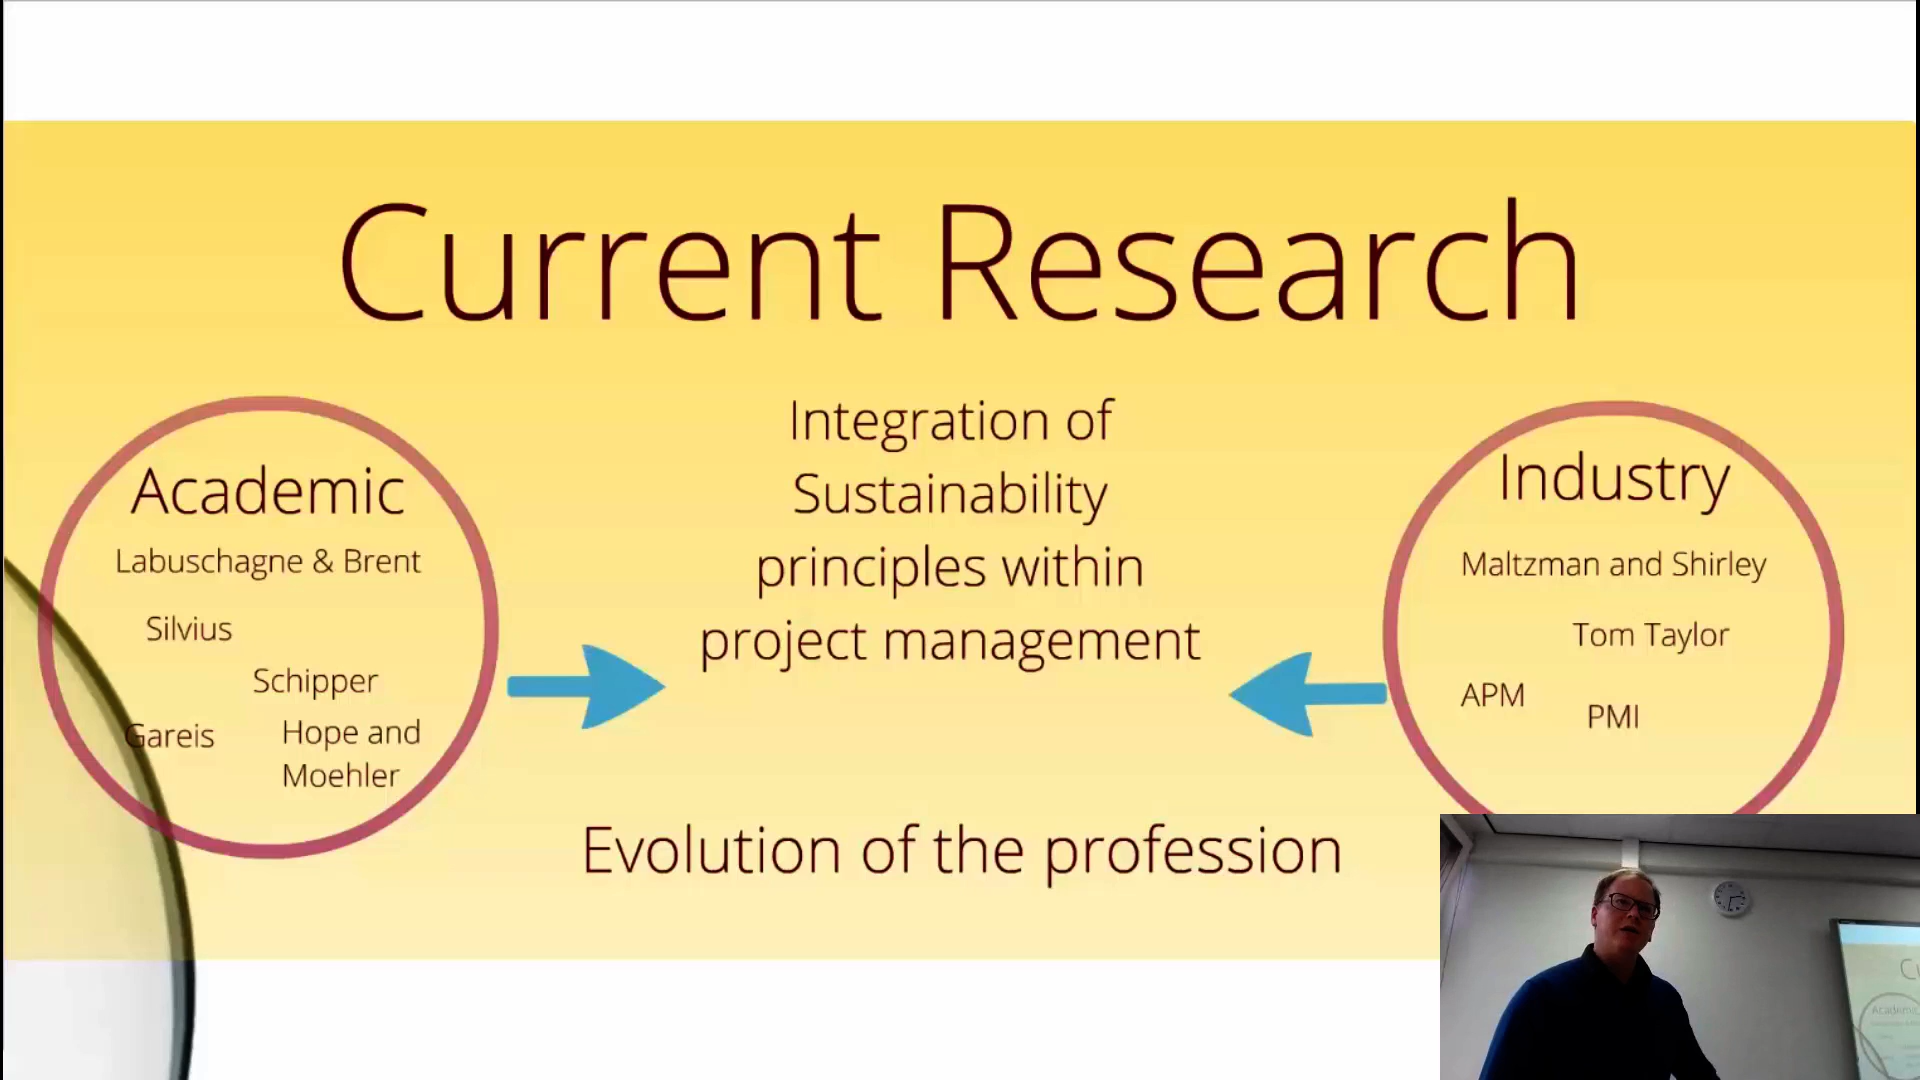 Current Research
Academic
Labuschagne & Brent
Silvius
Schipper
Gareis
Hope and
Moehler
Integration of
Sustainability
principles within
project management
Evolution of the profession
Industry
Maltzman and Shirley
Tom Taylor
APM
PMI
Academic